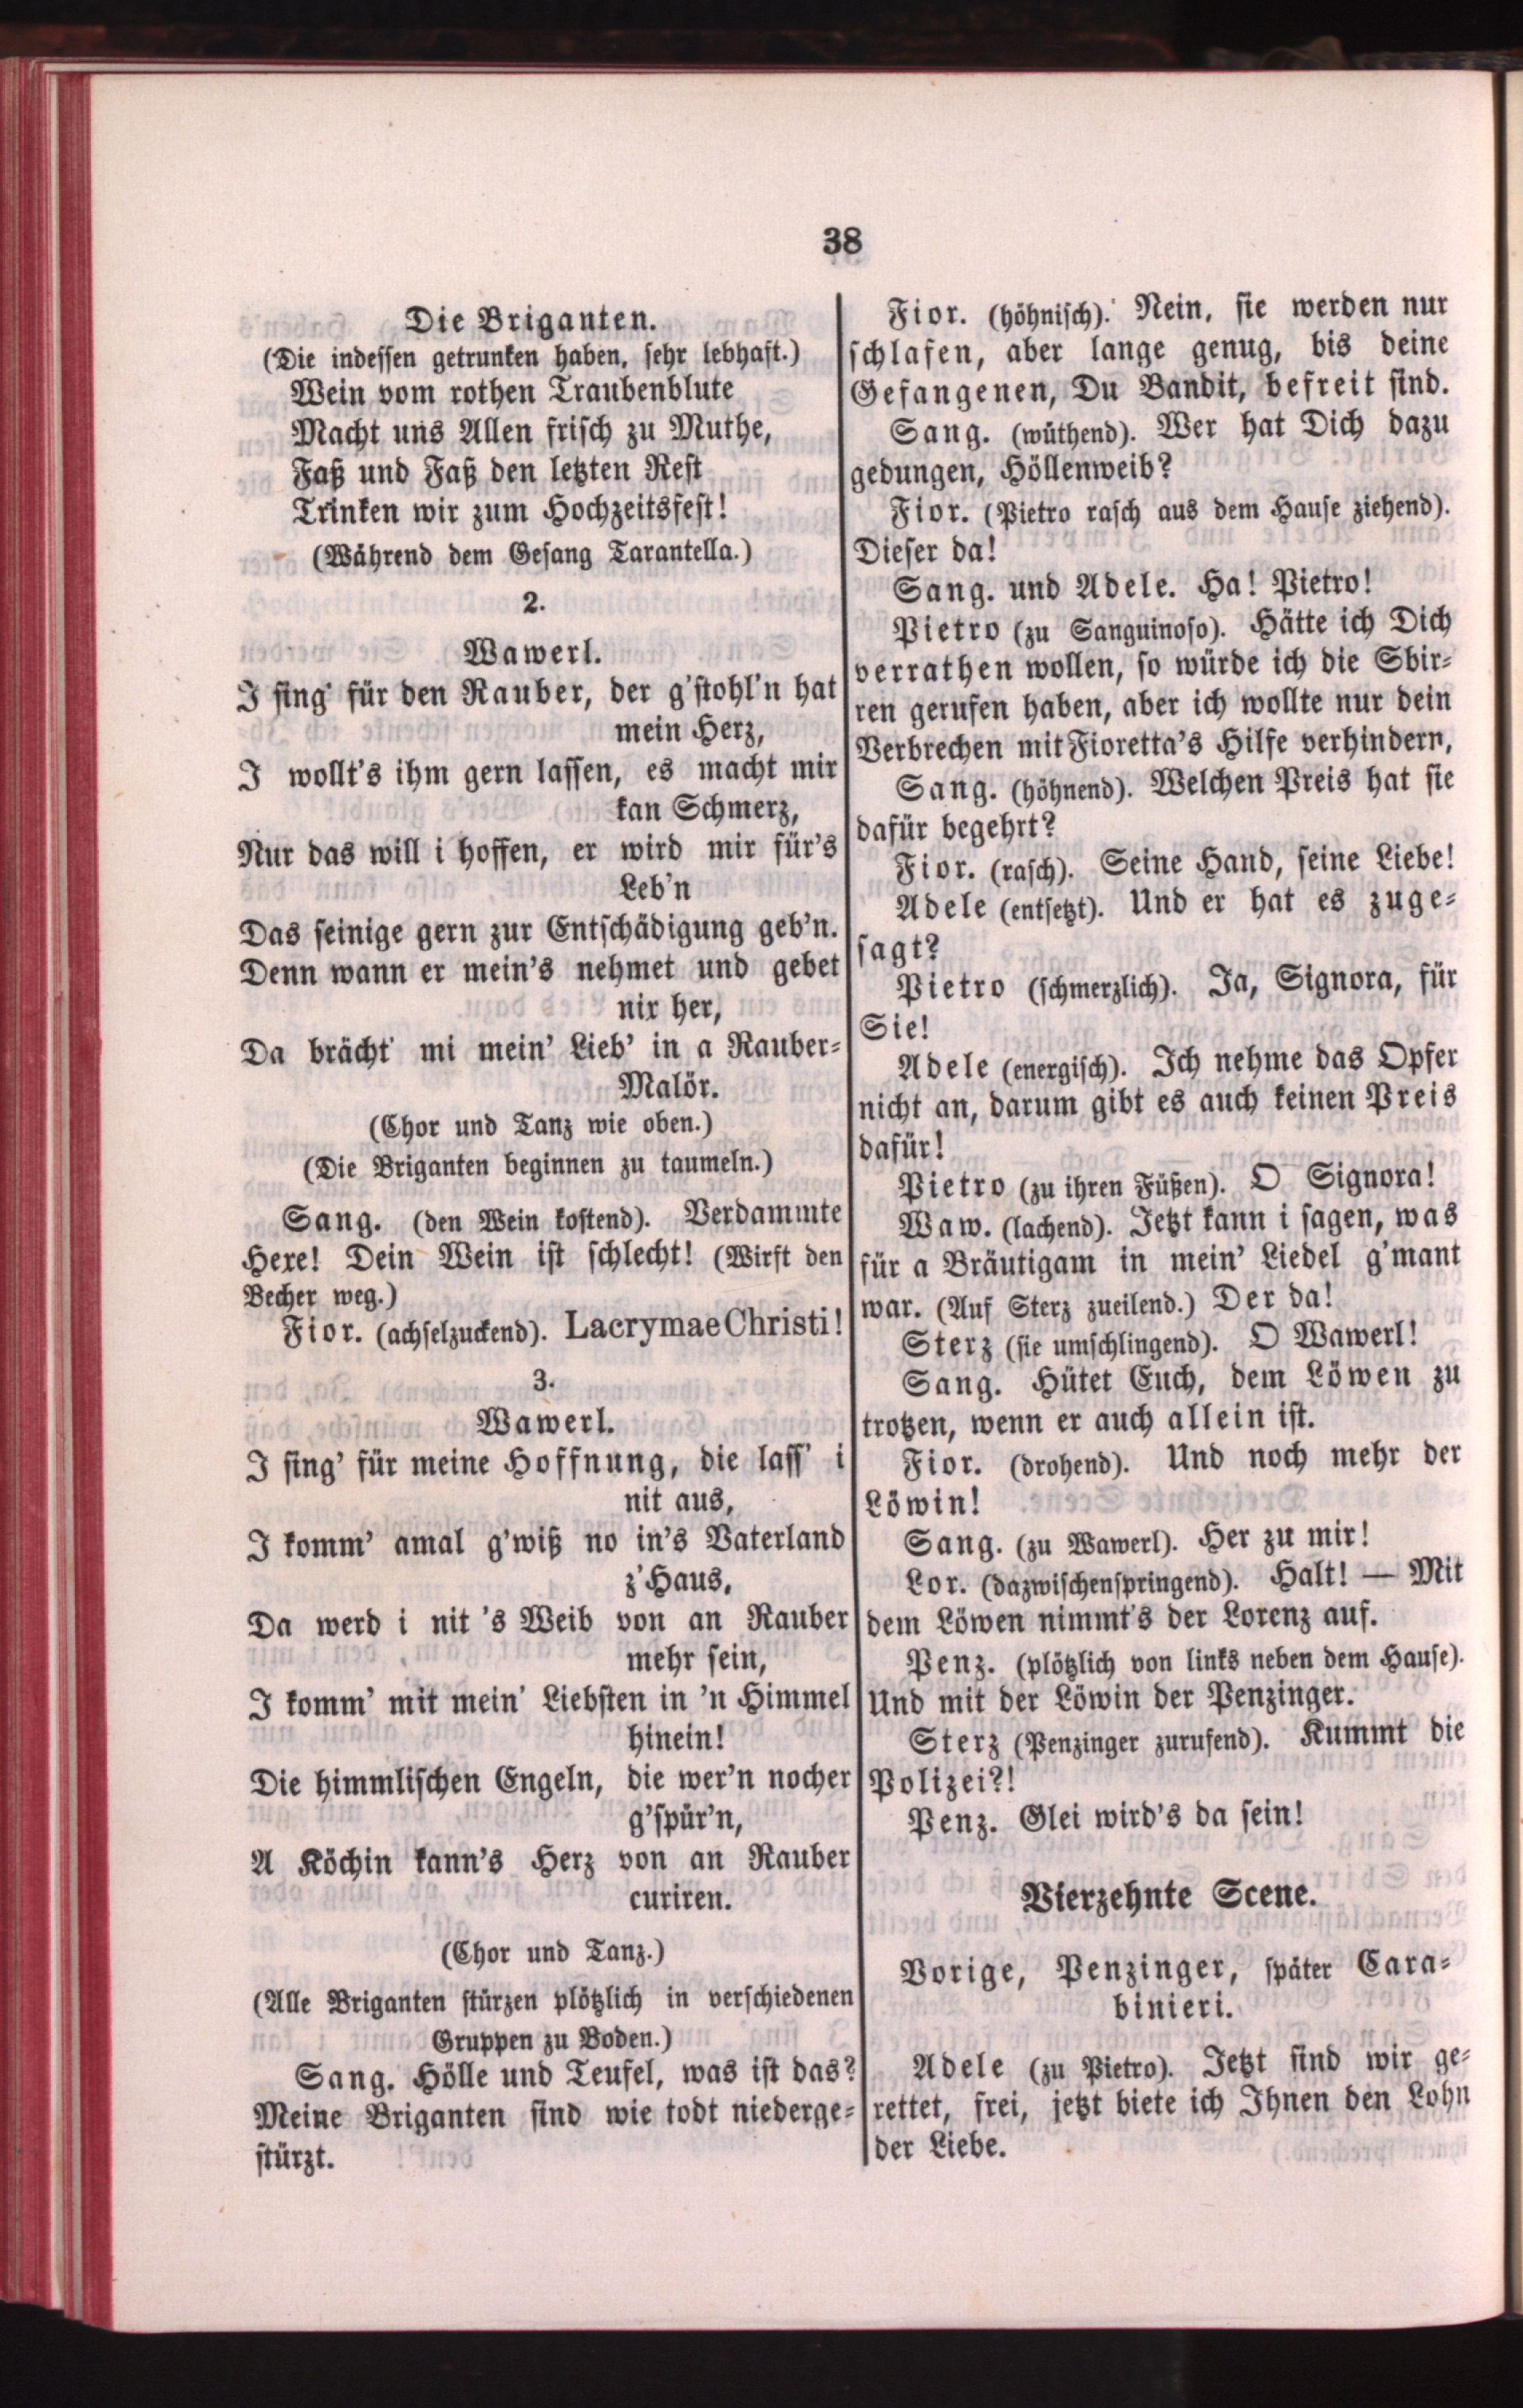 38
Die Briganten.
(Die indessen getrunken haben, sehr lebhaft.)
Wein vom rothen Traubenblute
Macht uns Allen frisch zu Muthe,
Faß und Faß den letzten Rest
Trinken wir zum Hochzeitsfest!
(Während dem Gesang Tarantella.)
2.
Wawerl.
I sing' für den Rauber, der g'stohl'n hat
mein Herz,
I wollt's ihm gern lassen, es macht mir
kan Schmerz,
Nur das will i hoffen, er wird mir für's
Leb'n
Das seinige gern zur Entschädigung geb'n.
Denn wann er mein's nehmet und gebet
nix her,
Da brächt' mi mein' Lieb' in a Rauber-
Malör.
(Chor und Tanz wie oben.)
(Die Briganten beginnen zu taumeln.)
Sang. (den Wein kostend). Verdammte
Hexe! Dein Wein ist schlecht! (Wirft den
Becher weg.)
Fior. (achselzuckend). Lacrymae Christi!
3.
Wawerl.
I sing' für meine Hoffnung, die lass' i
nit aus,
I komm' amal g'wiß no in's Vaterland
z'Haus,
Da werd i nit 's Weib von an Rauber
mehr sein,
I komm' mit mein' Liebsten in 'n Himmel
hinein!
Die himmlischen Engeln, die wer'n nocher
g'spür'n,
A Köchin kann's Herz von an Rauber
curiren.
(Chor und Tanz.)
(Alle Briganten stürzen plötzlich in verschiedenen
Gruppen zu Boden.)
Sang. Hölle und Teufel, was ist das?
Meine Briganten sind wie todt niederge-
stürzt.
Fior. (höhnisch). Nein, sie werden nur
schlafen, aber lange genug, bis deine
Gefangenen, Du Bandit, befreit sind.
Sang. (wüthend). Wer hat Dich dazu
gedungen, Höllenweib?
Fior. (Pietro rasch aus dem Hause ziehend).
Dieser da!
Sang. und Adele. Ha! Pietro!
Pietro (zu Sanguinoso). Hätte ich Dich
verrathen wollen, so würde ich die Sbir-
ren gerufen haben, aber ich wollte nur dein
Verbrechen mit Fioretta's Hilfe verhindern,
Sang. (höhnend). Welchen Preis hat sie
dafür begehrt?
Fior. (rasch). Seine Hand, seine Liebe!
Adele (entsetzt). Und er hat es zuge-
sagt?
Pietro (schmerzlich). Ja, Signora, für
Sie!
Adele (energisch). Ich nehme das Opfer
nicht an, darum gibt es auch keinen Preis
dafür!
Pietro (zu ihren Füßen). O Signora!
Waw. (lachend). Jetzt kann i sagen, was
für a Bräutigam in mein' Liedel g'mant
war. (Auf Sterz zueilend.) Der da!
Sterz (sie umschlingend). O Wawerl!
Sang. Hütet Euch, dem Löwen zu
trotzen, wenn er auch allein ist.
Fior. (drohend). Und noch mehr der
Löwin!
Sang. (zu Wawerl). Her zu mir!
Lor. (dazwischenspringend). Halt! — Mit
dem Löwen nimmt's der Lorenz auf.
Penz. (plötzlich von links neben dem Hause).
Und mit der Löwin der Penzinger.
Sterz (Penzinger zurufend). Kummt die
Polizei?!
Penz. Glei wird's da sein!
Vierzehnte Scene.
Vorige, Penzinger, später Cara-
binieri.
Adele (zu Pietro). Jetzt sind wir ge-
rettet, frei, jetzt biete ich Ihnen den Lohn
der Liebe.